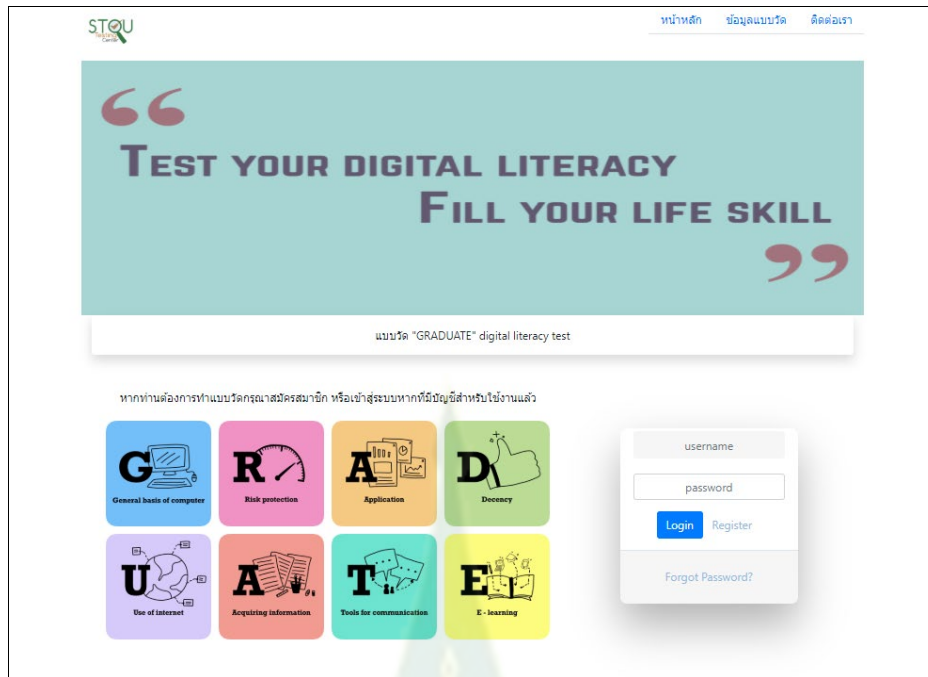 STOU
Testing
Center
หน้าหลัก ข้อมูลแบบวัด ติดต่อเรา
“
TEST YOUR DIGITAL LITERACY
FILL YOUR LIFE SKILL
”
แบบวัด "GRADUATE" digital literacy test
หากท่านต้องการทำแบบวัดกรุณาสมัครสมาชิก หรือเข้าสู่ระบบหากที่มีบัญชีสำหรับใช้งานแล้ว
G
General basis of computer
R
Risk protection
A
Application
D
Decency
U
Use of internet
A
Acquiring information
T
Tools for communication
E
E - learning
username
password
Login Register
Forgot Password?